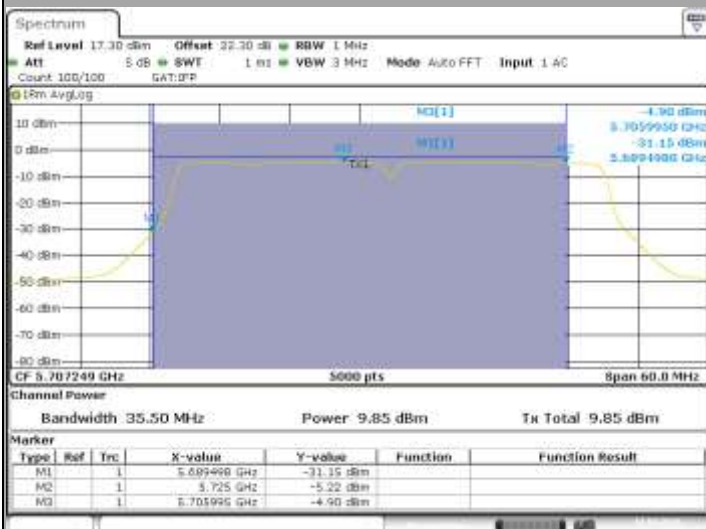 Spectrum
Ref Level 17.30 dBm Offset 22.30 dB RBW 1 MHz
Att 5 dB SWT 1 ms VBW 3 MHz Mode Auto FFT Input 1 AC
Count 100/100 GAT:IFP
1Rm AvgLog
M3[1] -4.90 dBm
5.7059950 GHz
M1[1] -31.15 dBm
5.6894980 GHz
10 dBm
0 dBm
M3
M2
Tx1
-10 dBm
-20 dBm
M1
-30 dBm
-40 dBm
-50 dBm
-60 dBm
-70 dBm
-80 dBm
CF 5.707249 GHz 5000 pts Span 60.0 MHz
Channel Power
Bandwidth 35.50 MHz Power 9.85 dBm Tx Total 9.85 dBm
Marker
Type Ref Trc X-value Y-value Function Function Result
M1 1 5.689498 GHz -31.15 dBm
M2 1 5.725 GHz -5.22 dBm
M3 1 5.705995 GHz -4.90 dBm